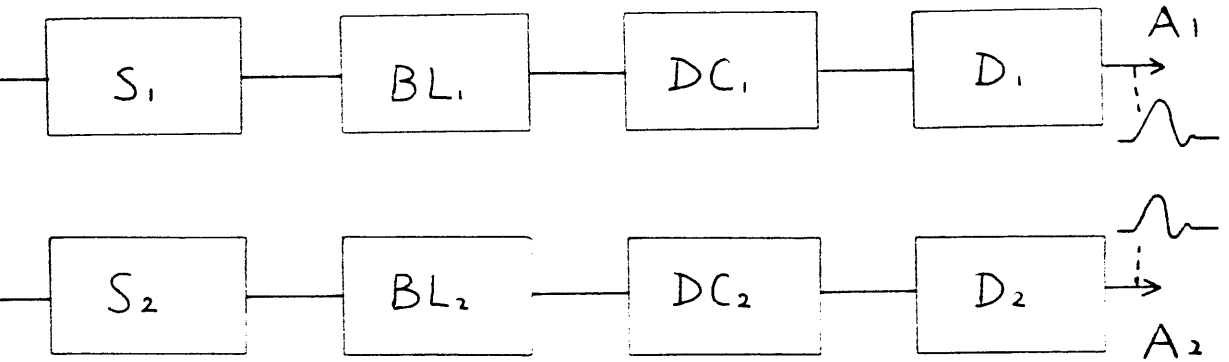 A₁
S₁ BL₁ DC₁ D₁
S₂ BL₂ DC₂ D₂
A₂